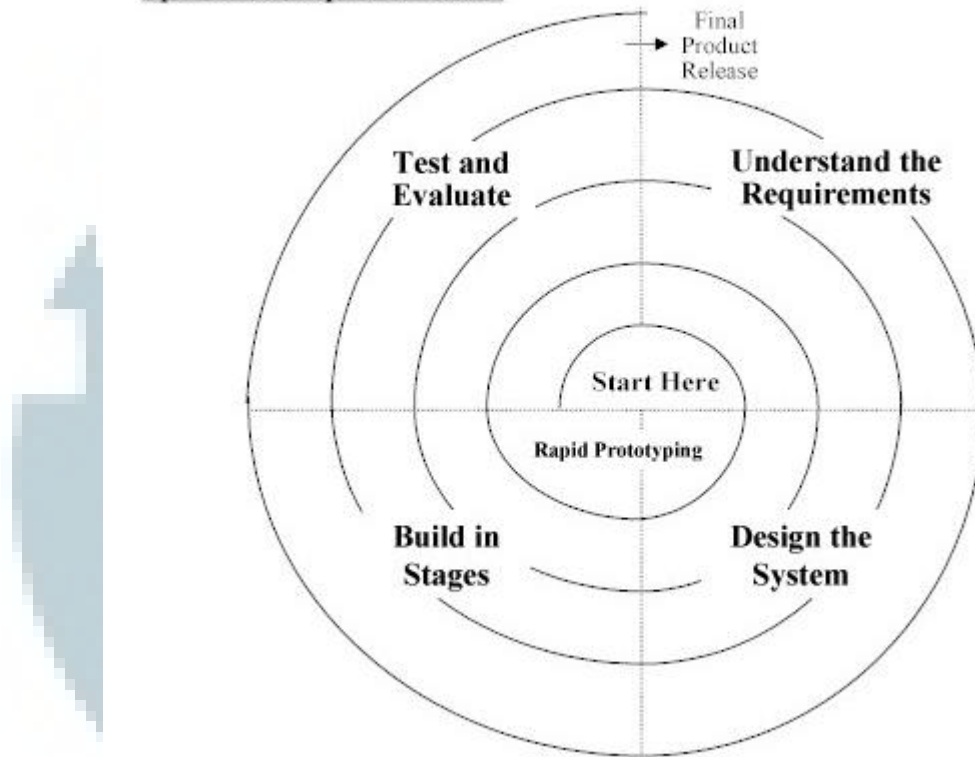 Final
Product
Release
Test and
Evaluate
Understand the
Requirements
Start Here
Rapid Prototyping
Build in
Stages
Design the
System